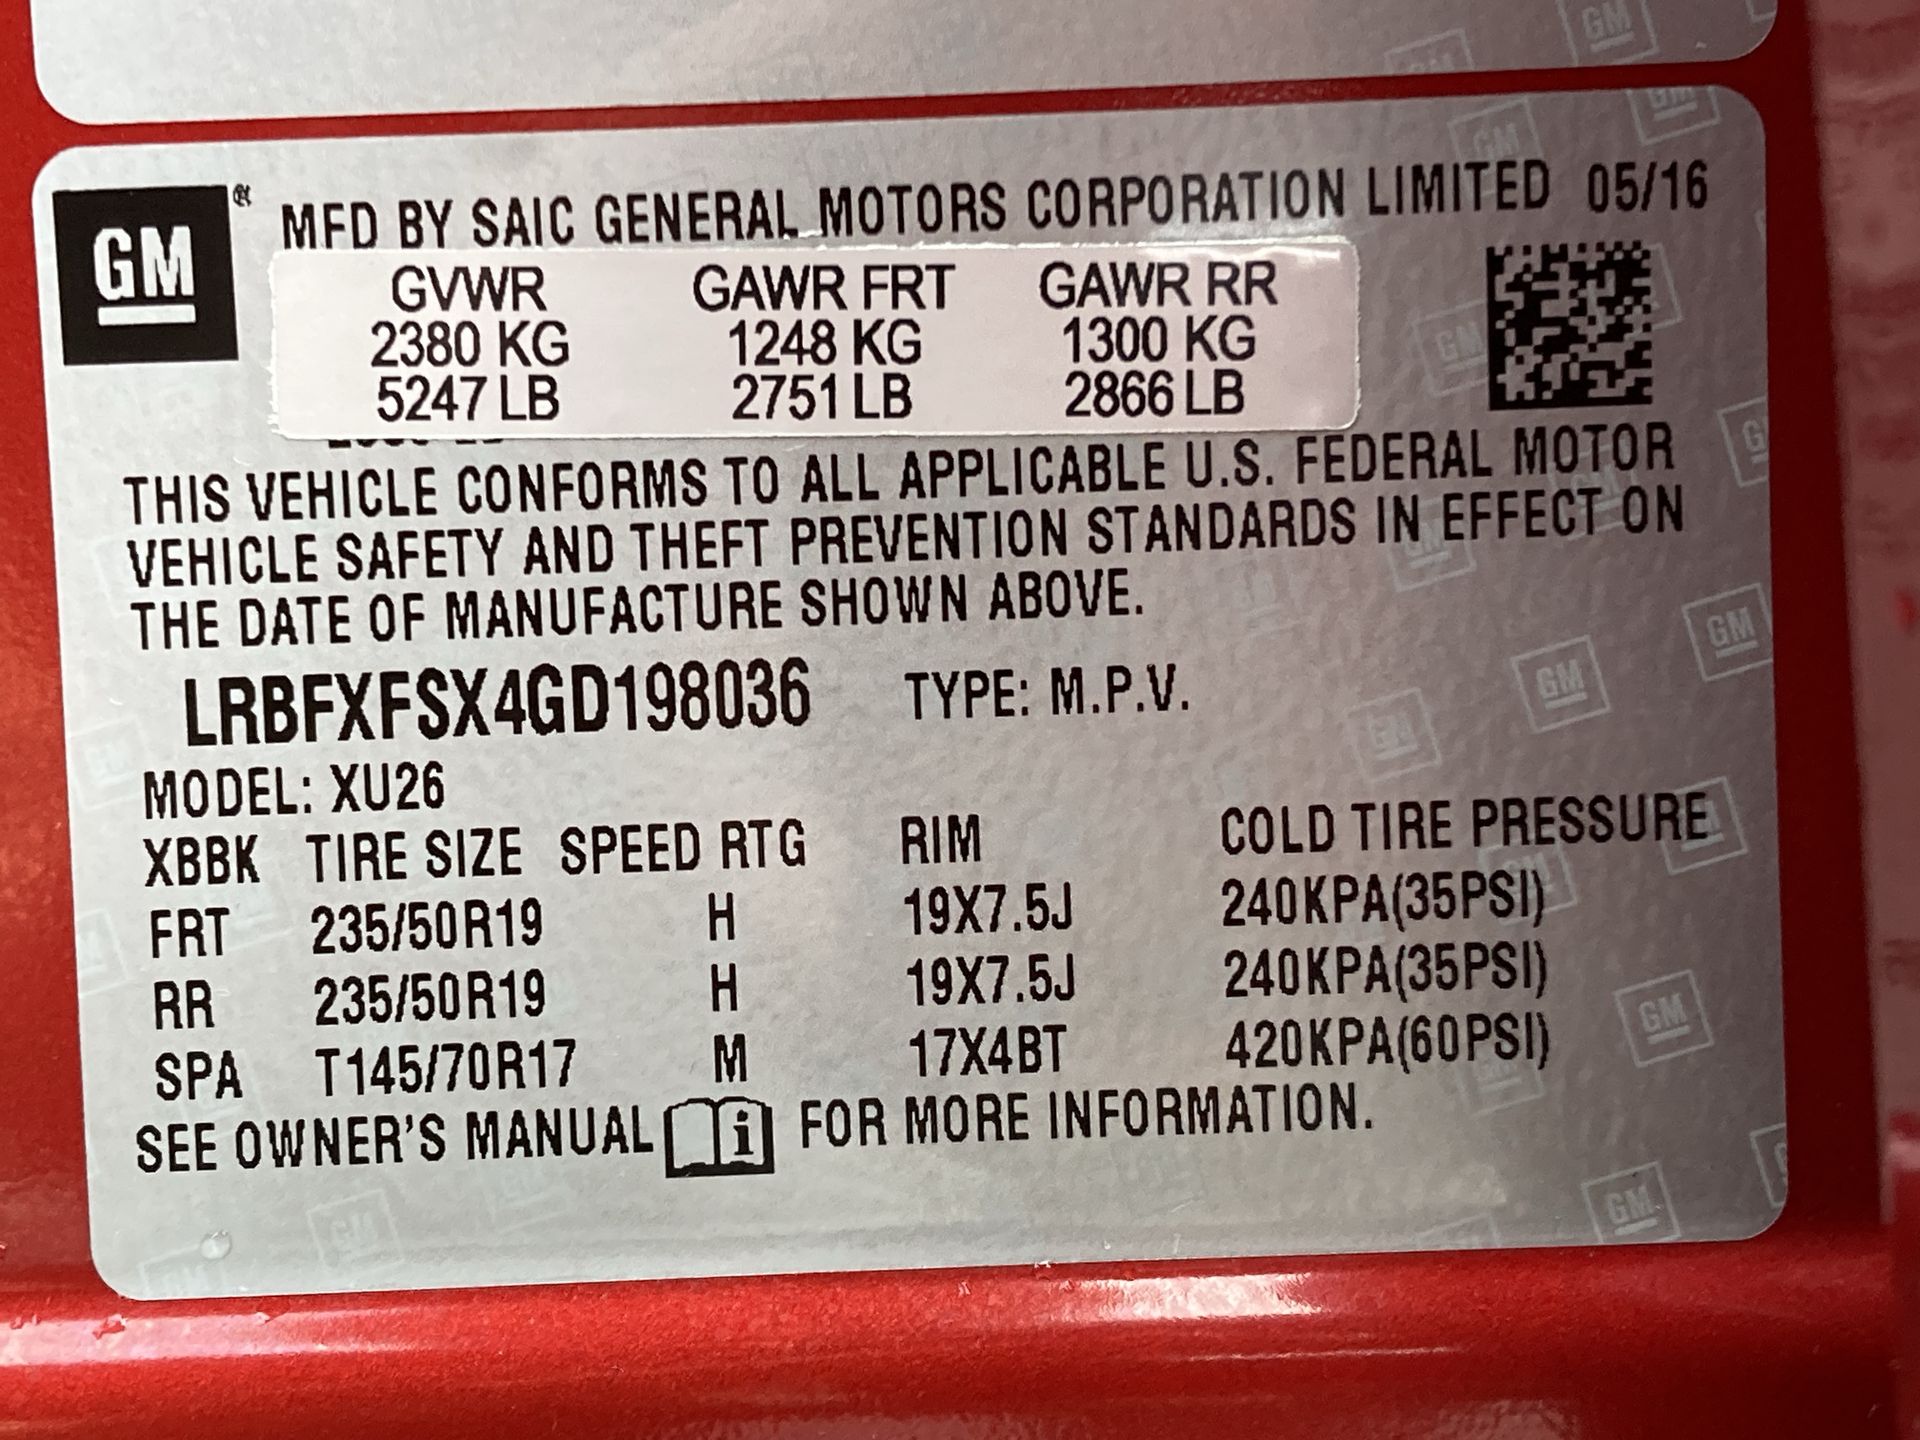 GM
MFD BY SAIC GENERAL MOTORS CORPORATION LIMITED 05/16
GVWR GAWR FRT GAWR RR
2380 KG 1248 KG 1300 KG
5247 LB 2751 LB 2866 LB
THIS VEHICLE CONFORMS TO ALL APPLICABLE U.S. FEDERAL MOTOR
VEHICLE SAFETY AND THEFT PREVENTION STANDARDS IN EFFECT ON
THE DATE OF MANUFACTURE SHOWN ABOVE.
LRBFXFSX4GD198036 TYPE: M.P.V.
MODEL: XU26
XBBK TIRE SIZE SPEED RTG RIM COLD TIRE PRESSURE
FRT 235/50R19 H 19X7.5J 240KPA(35PSI)
RR 235/50R19 H 19X7.5J 240KPA(35PSI)
SPA T145/70R17 M 17X4BT 420KPA(60PSI)
SEE OWNER'S MANUAL i FOR MORE INFORMATION.